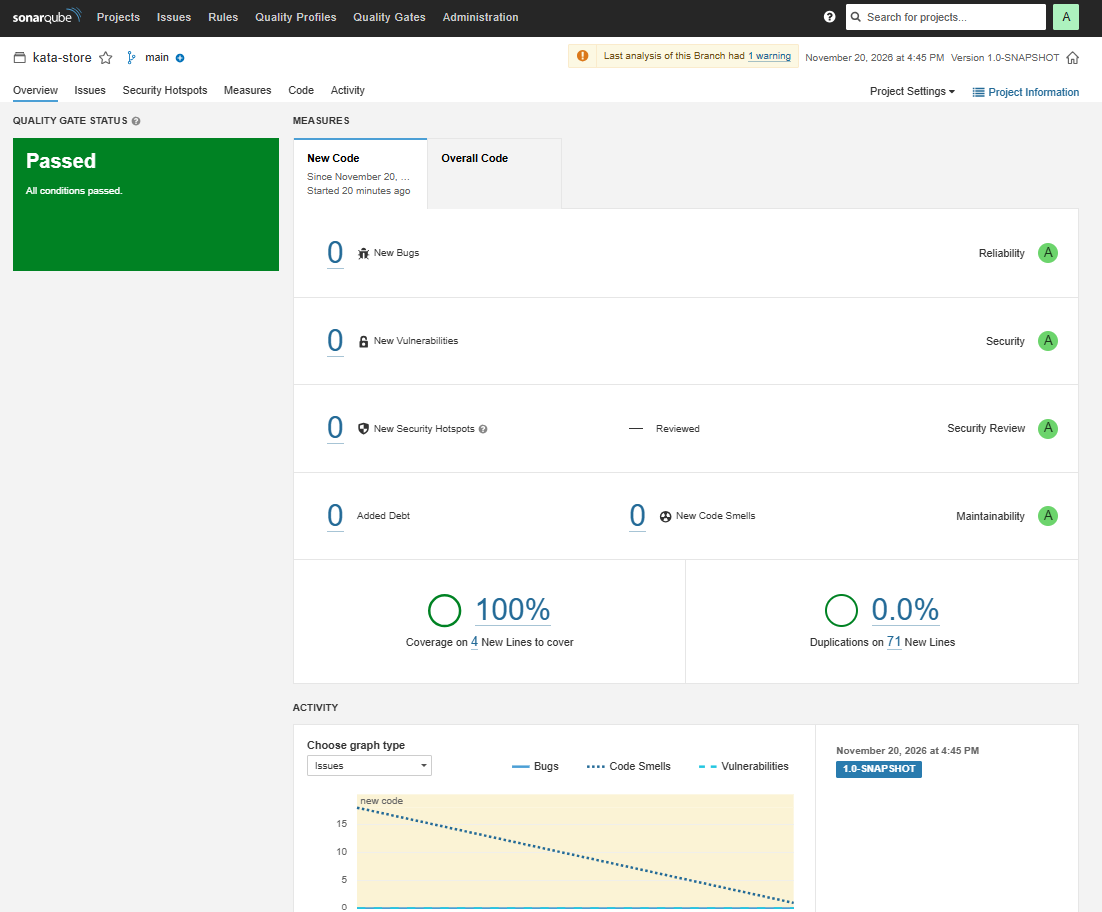 sonarqube Projects Issues Rules Quality Profiles Quality Gates Administration ? Search for projects... A
kata-store main Last analysis of this Branch had 1 warning November 20, 2026 at 4:45 PM Version 1.0-SNAPSHOT
Overview Issues Security Hotspots Measures Code Activity Project Settings Project Information
QUALITY GATE STATUS ?
Passed
All conditions passed.
MEASURES
New Code
Since November 20, ...
Started 20 minutes ago
Overall Code
0 New Bugs Reliability A
0 New Vulnerabilities Security A
0 New Security Hotspots ? — Reviewed Security Review A
0 Added Debt 0 New Code Smells Maintainability A
100%
Coverage on 4 New Lines to cover
0.0%
Duplications on 71 New Lines
ACTIVITY
Choose graph type
Issues
Bugs Code Smells Vulnerabilities
new code
15
10
5
0
November 20, 2026 at 4:45 PM
1.0-SNAPSHOT